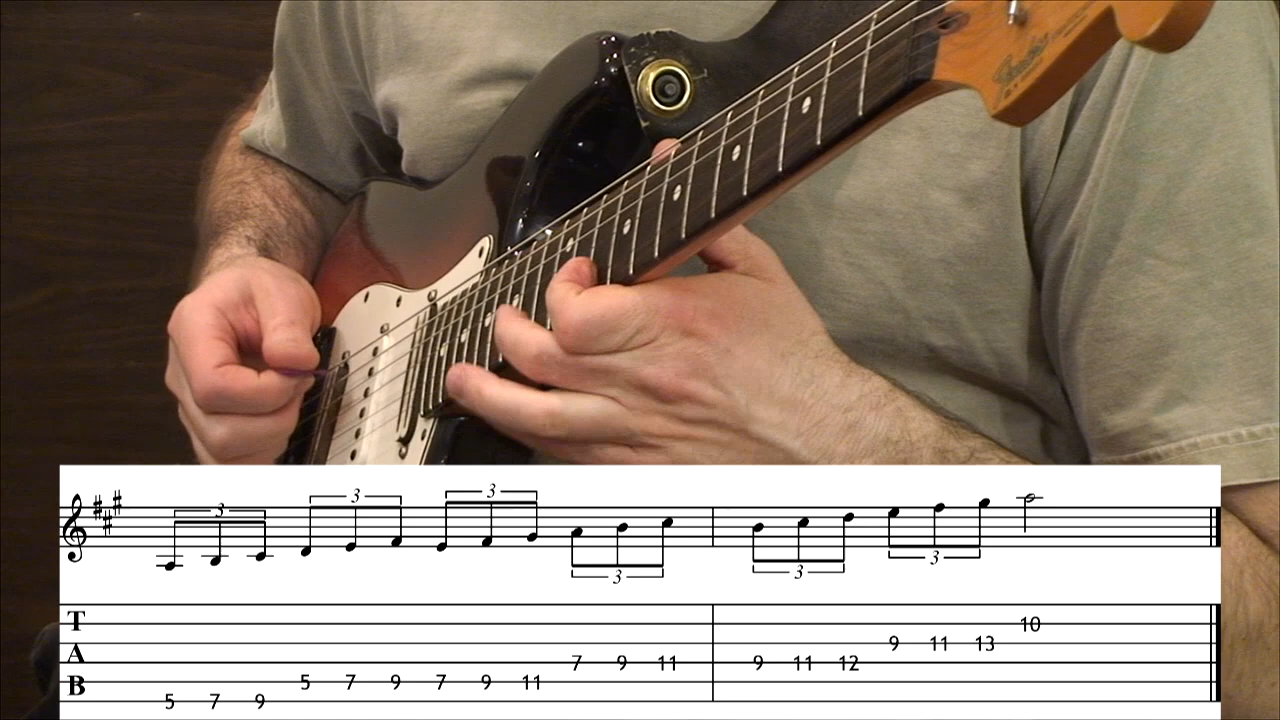 Fender
3 3 3 3 3 3
T
A
B
10
9 11 13
7 9 11 9 11 12
5 7 9 7 9 11
5 7 9